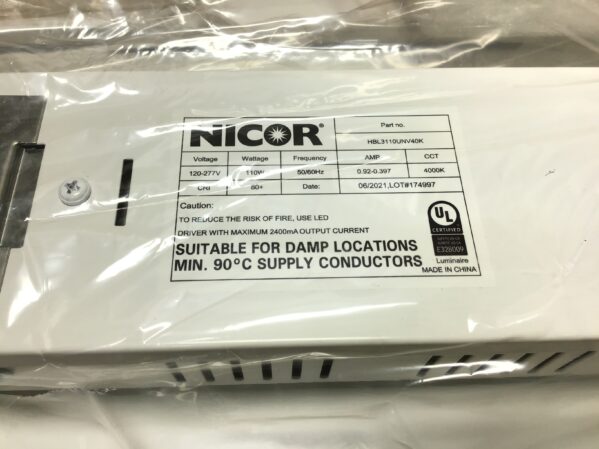 NICOR®
Part no.
HBL3110UNV40K
Voltage Wattage Frequency AMP CCT
120-277V 110W 50/60Hz 0.92-0.397 4000K
CRI 80+ Date: 06/2021,LOT#174997
Caution:
TO REDUCE THE RISK OF FIRE, USE LED
DRIVER WITH MAXIMUM 2400mA OUTPUT CURRENT
SUITABLE FOR DAMP LOCATIONS
MIN. 90°C SUPPLY CONDUCTORS
UL
CERTIFIED
E328009
Luminaire
MADE IN CHINA